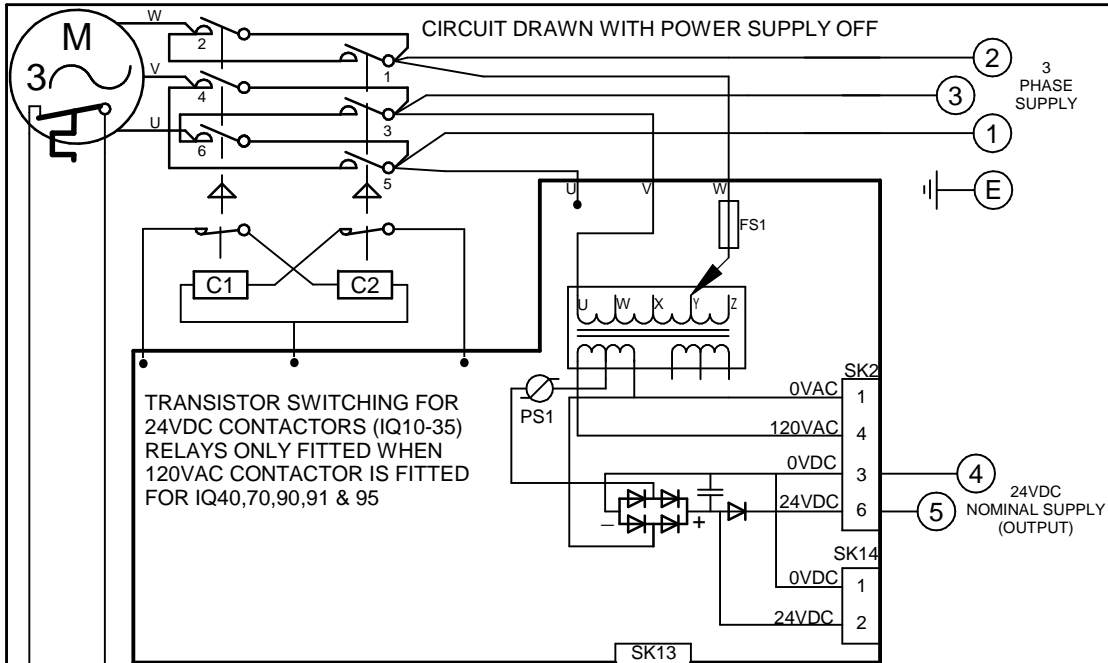 CIRCUIT DRAWN WITH POWER SUPPLY OFF
W
M
3
V
U
2
4
6
1
3
5
2
3
1
E
3
PHASE
SUPPLY
U
V
W
FS1
C1
C2
U
W
X
Y
Z
PS1
TRANSISTOR SWITCHING FOR
24VDC CONTACTORS (IQ10-35)
RELAYS ONLY FITTED WHEN
120VAC CONTACTOR IS FITTED
FOR IQ40,70,90,91 & 95
SK2
0VAC
1
120VAC
4
0VDC
3
24VDC
6
–
+
4
5
24VDC
NOMINAL SUPPLY
(OUTPUT)
SK14
0VDC
1
24VDC
2
SK13